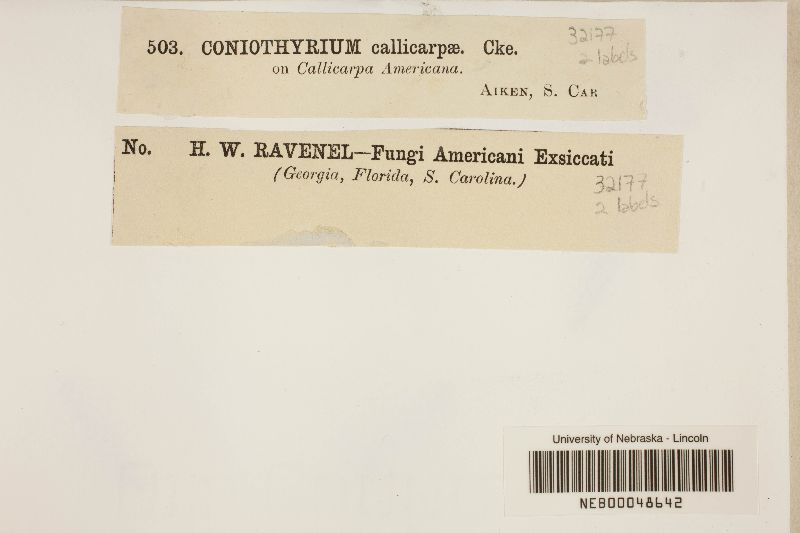 503. CONIOTHYRIUM callicarpæ. Cke.
on Callicarpa Americana.
AIKEN, S. CAR
32177
2 labels
No. H. W. RAVENEL—Fungi Americani Exsiccati
(Georgia, Florida, S. Carolina.)
32177
2 labels
University of Nebraska - Lincoln
NEB00048642